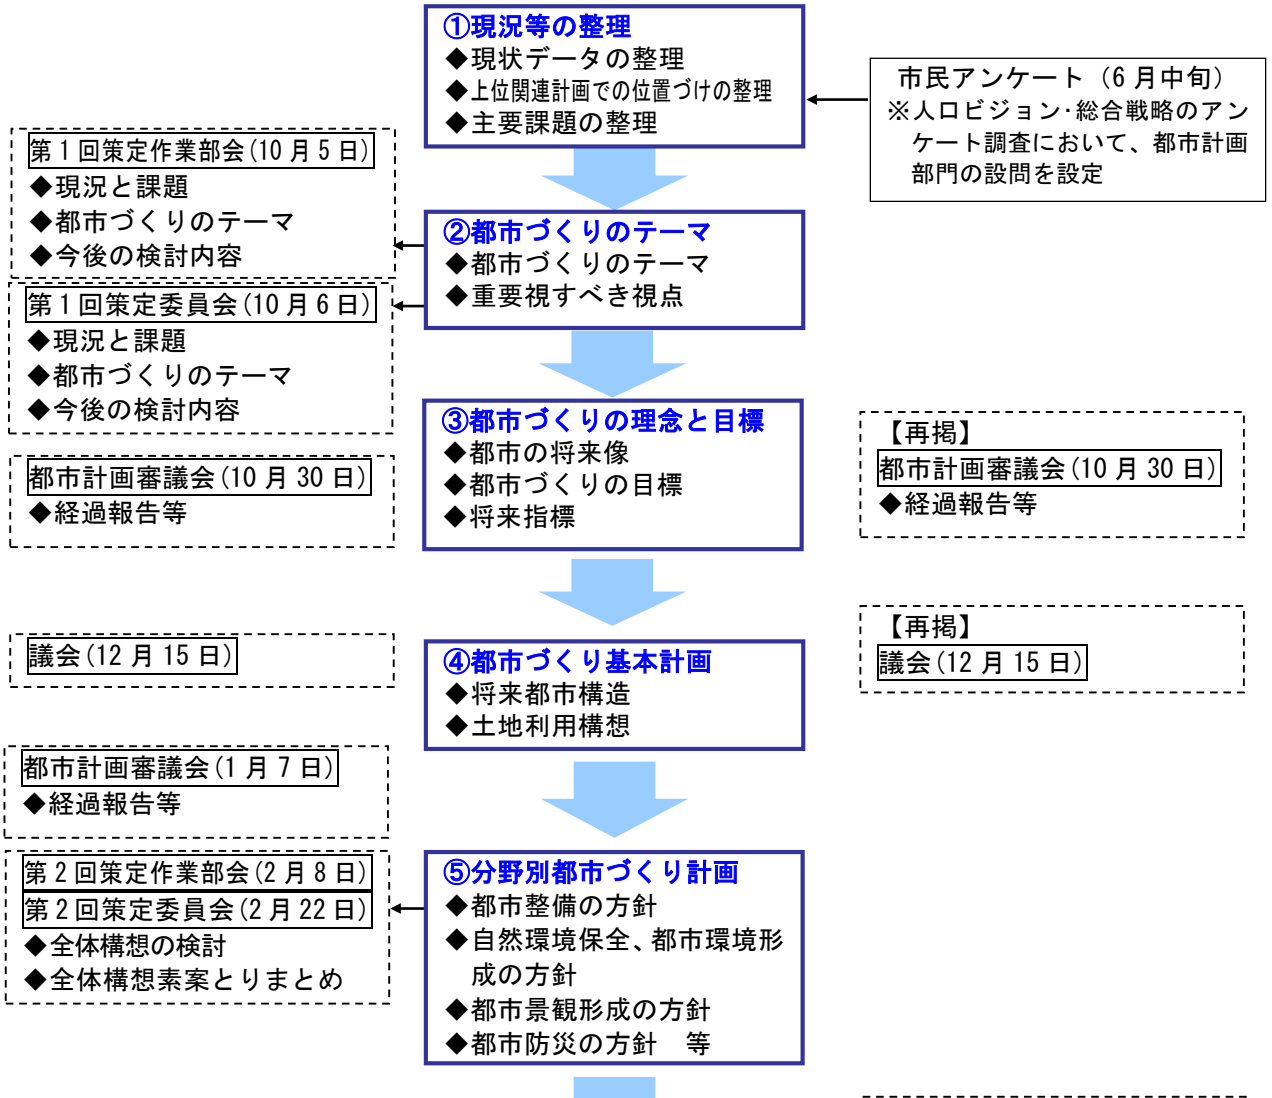 ①現況等の整理
◆現状データの整理
◆上位関連計画での位置づけの整理
◆主要課題の整理
市民アンケート（6月中旬）
※人口ビジョン･総合戦略のアン
ケート調査において、都市計画
部門の設問を設定
第1回策定作業部会(10月5日)
◆現況と課題
◆都市づくりのテーマ
◆今後の検討内容
②都市づくりのテーマ
◆都市づくりのテーマ
◆重要視すべき視点
第1回策定委員会(10月6日)
◆現況と課題
◆都市づくりのテーマ
◆今後の検討内容
③都市づくりの理念と目標
◆都市の将来像
◆都市づくりの目標
◆将来指標
都市計画審議会(10月30日)
◆経過報告等
【再掲】
都市計画審議会(10月30日)
◆経過報告等
議会(12月15日)
④都市づくり基本計画
◆将来都市構造
◆土地利用構想
【再掲】
議会(12月15日)
都市計画審議会(1月7日)
◆経過報告等
第2回策定作業部会(2月8日)
第2回策定委員会(2月22日)
◆全体構想の検討
◆全体構想素案とりまとめ
⑤分野別都市づくり計画
◆都市整備の方針
◆自然環境保全、都市環境形
成の方針
◆都市景観形成の方針
◆都市防災の方針　等